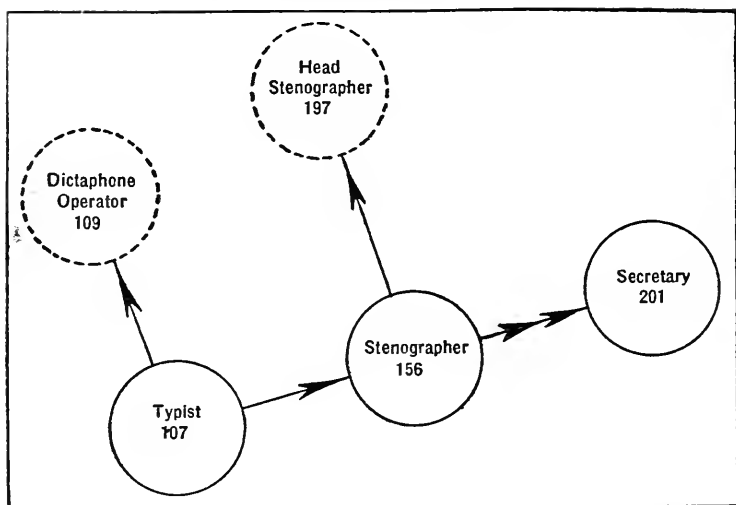 Head
Stenographer
197
Dictaphone
Operator
109
Secretary
201
Stenographer
156
Typist
107